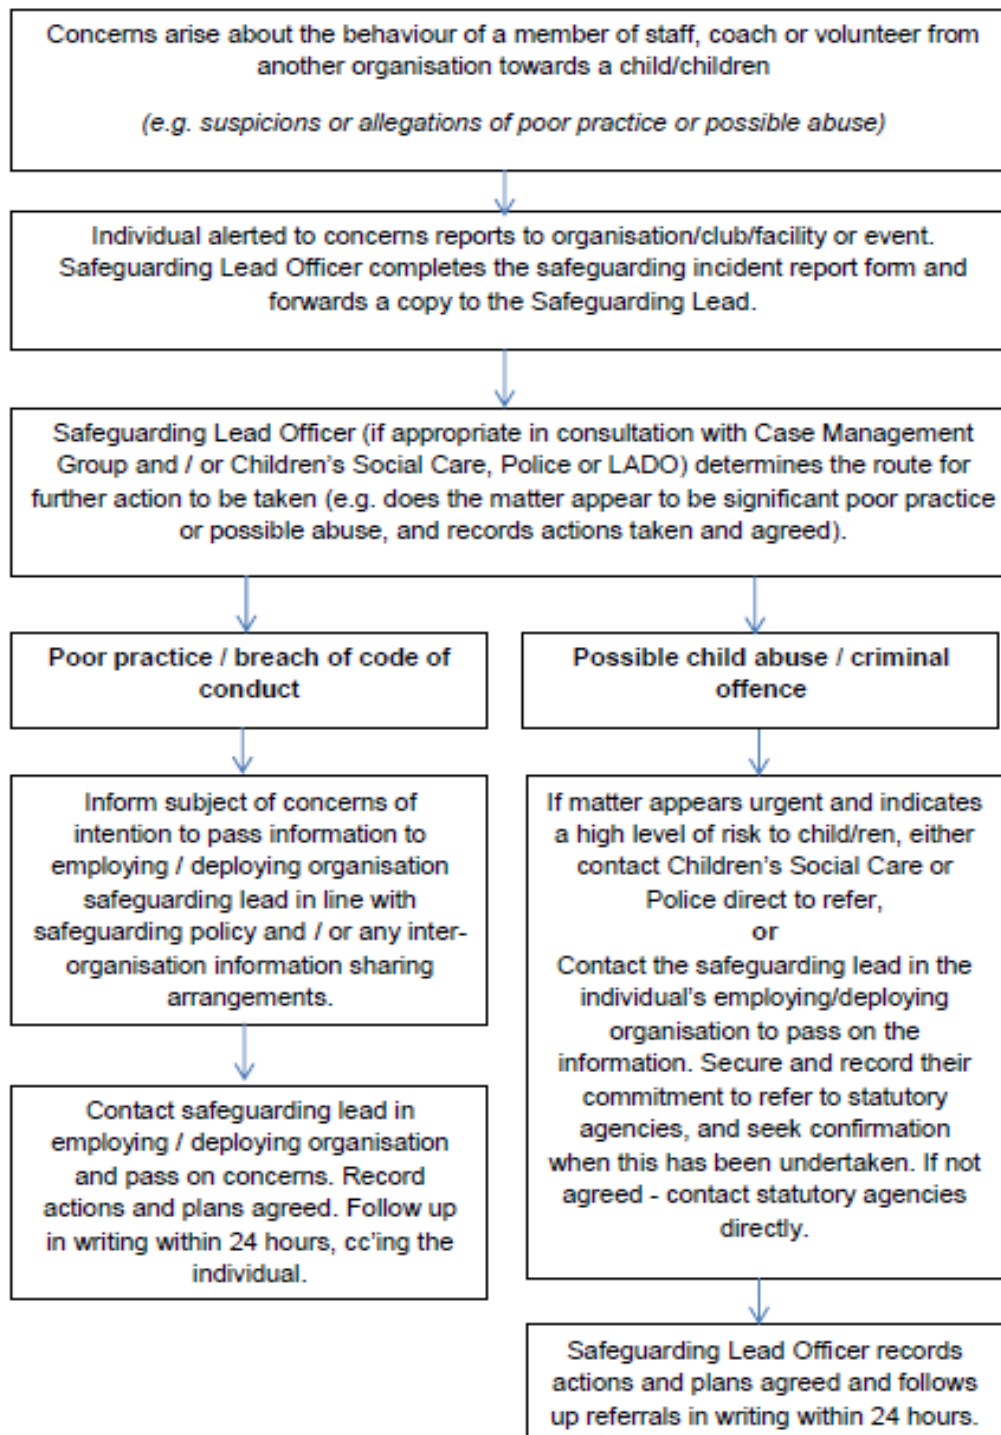 Concerns arise about the behaviour of a member of staff, coach or volunteer from
another organisation towards a child/children
(e.g. suspicions or allegations of poor practice or possible abuse)
Individual alerted to concerns reports to organisation/club/facility or event.
Safeguarding Lead Officer completes the safeguarding incident report form and
forwards a copy to the Safeguarding Lead.
Safeguarding Lead Officer (if appropriate in consultation with Case Management
Group and / or Children's Social Care, Police or LADO) determines the route for
further action to be taken (e.g. does the matter appear to be significant poor practice
or possible abuse, and records actions taken and agreed).
Poor practice / breach of code of
conduct
Inform subject of concerns of
intention to pass information to
employing / deploying organisation
safeguarding lead in line with
safeguarding policy and / or any inter-
organisation information sharing
arrangements.
Contact safeguarding lead in
employing / deploying organisation
and pass on concerns. Record
actions and plans agreed. Follow up
in writing within 24 hours, cc'ing the
individual.
Possible child abuse / criminal
offence
If matter appears urgent and indicates
a high level of risk to child/ren, either
contact Children's Social Care or
Police direct to refer,
or
Contact the safeguarding lead in the
individual's employing/deploying
organisation to pass on the
information. Secure and record their
commitment to refer to statutory
agencies, and seek confirmation
when this has been undertaken. If not
agreed - contact statutory agencies
directly.
Safeguarding Lead Officer records
actions and plans agreed and follows
up referrals in writing within 24 hours.